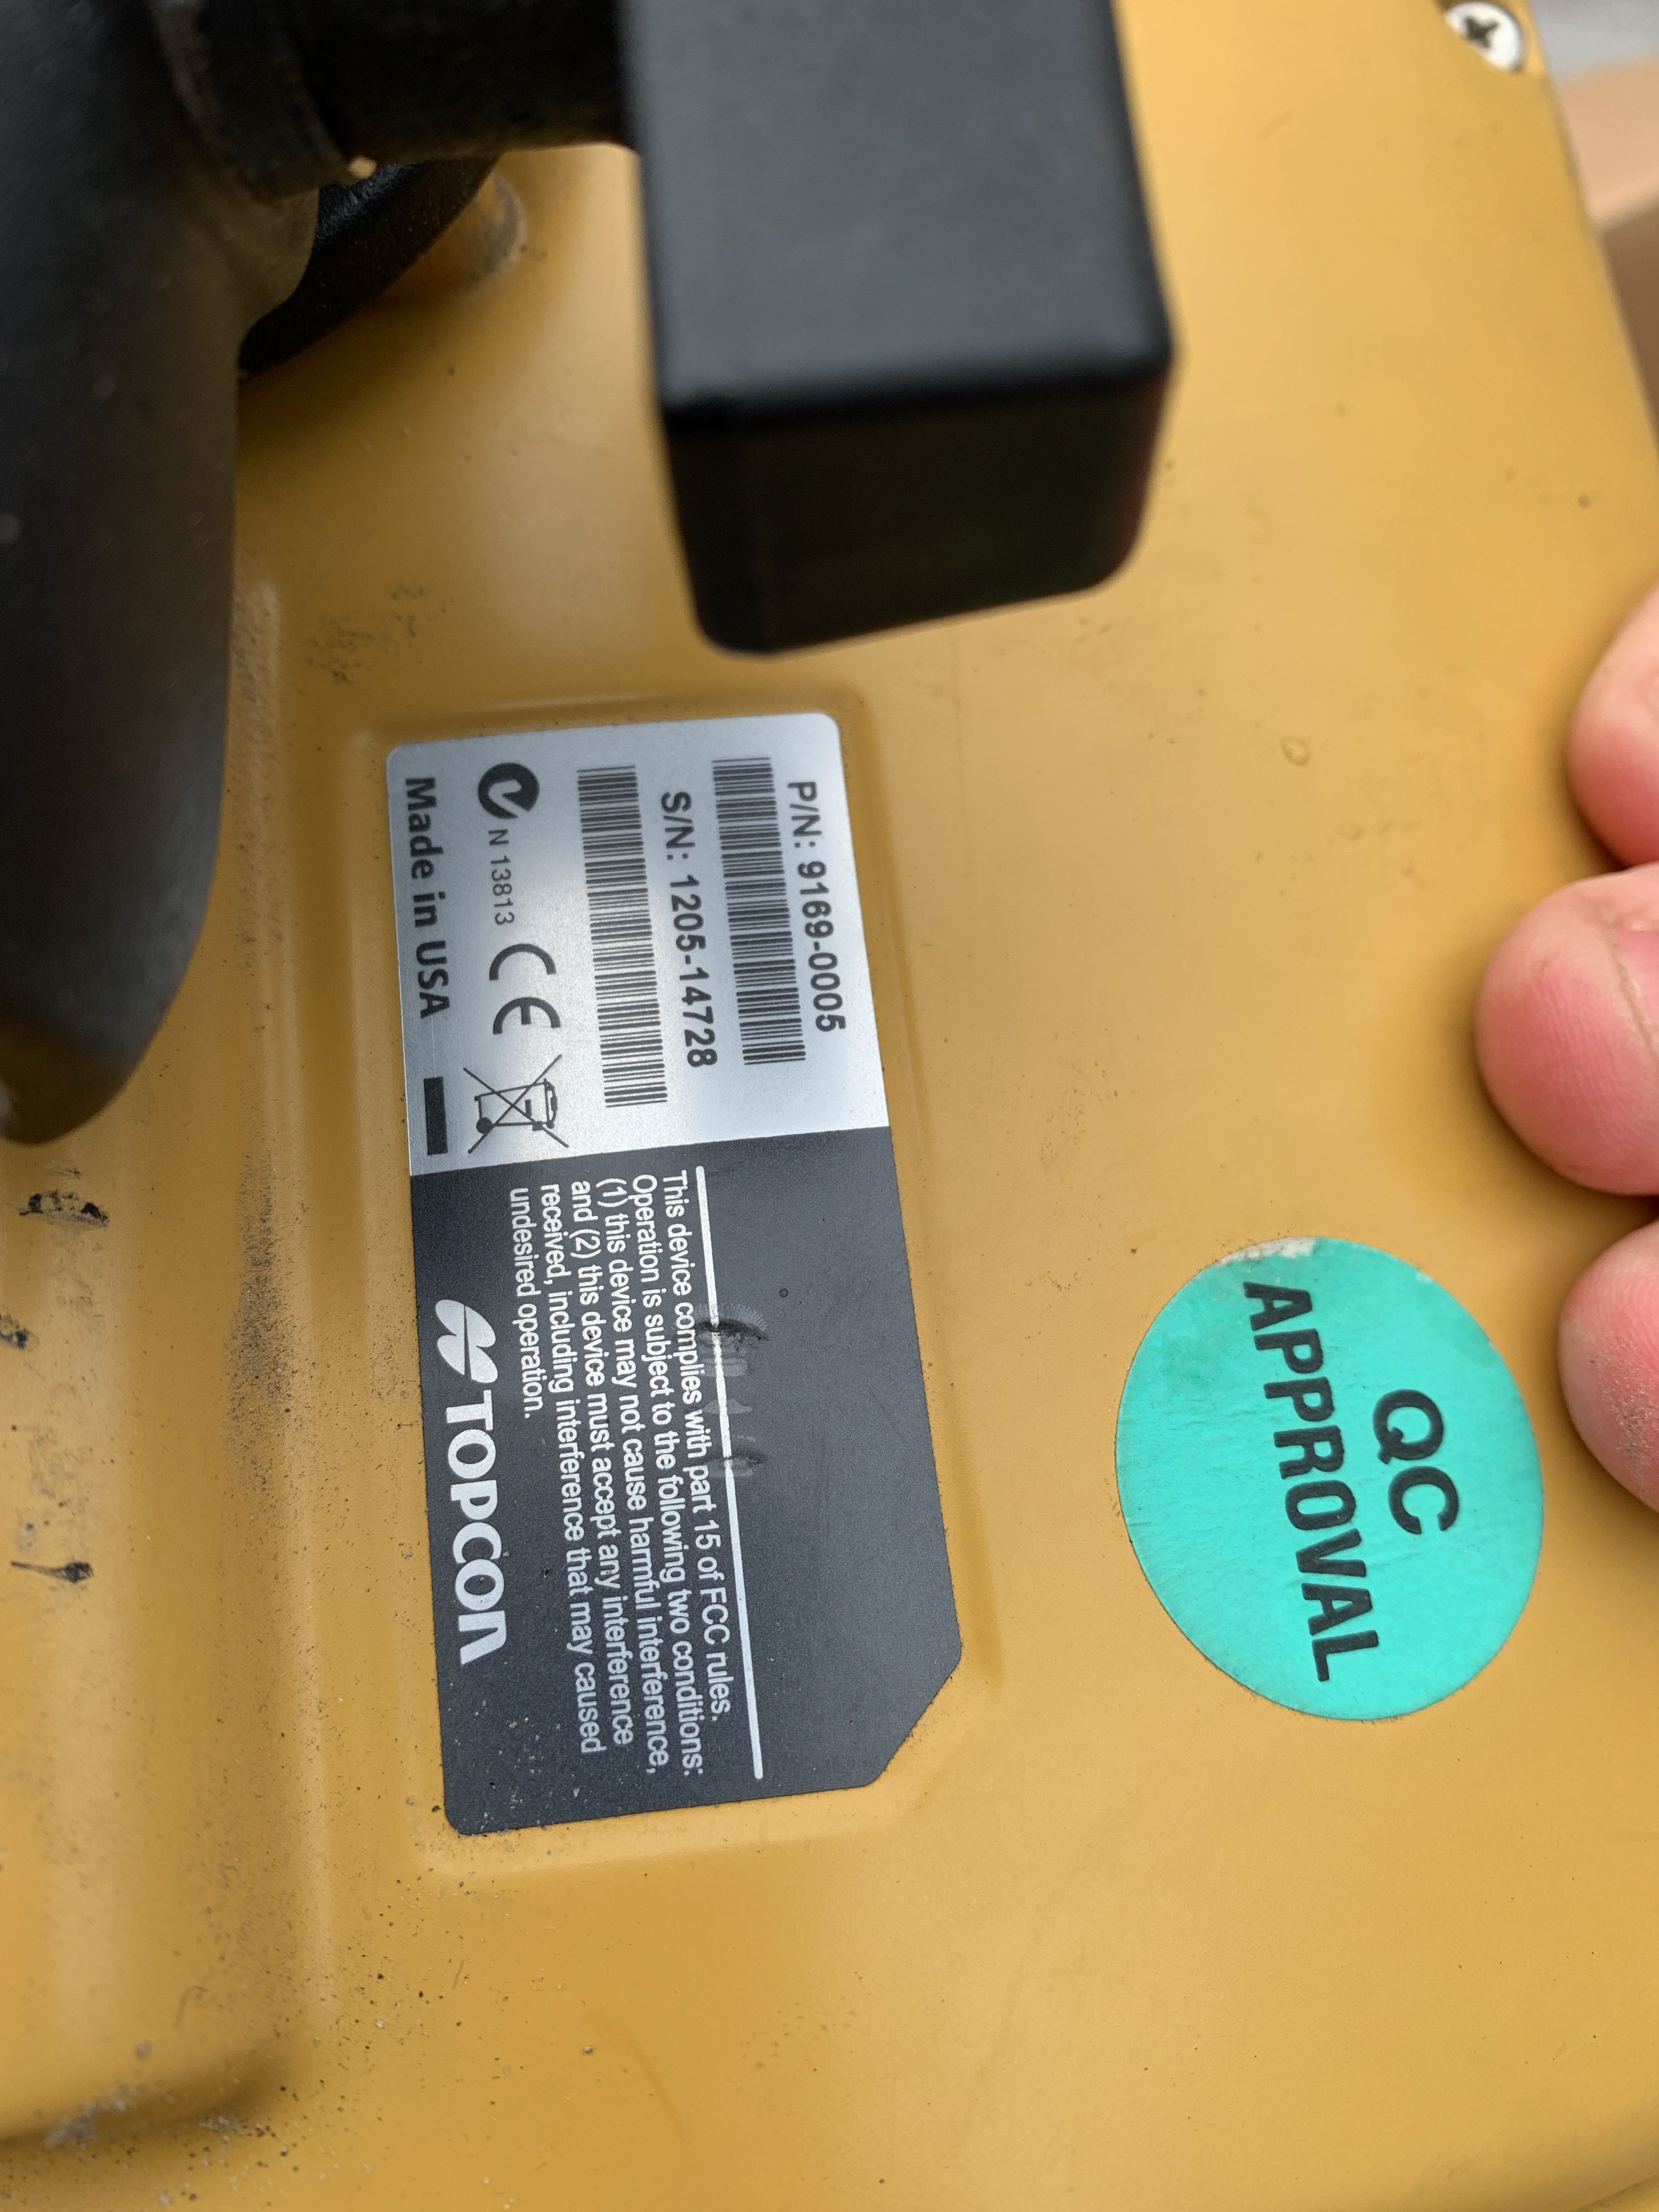 P/N: 9169-0005
S/N: 1205-14728
N 13813 CE
Made in USA
This device complies with part 15 of FCC rules.
Operation is subject to the following two conditions:
(1) this device may not cause harmful interference,
and (2) this device must accept any interference
received, including interference that may caused
undesired operation.
TOPCON
QC
APPROVAL